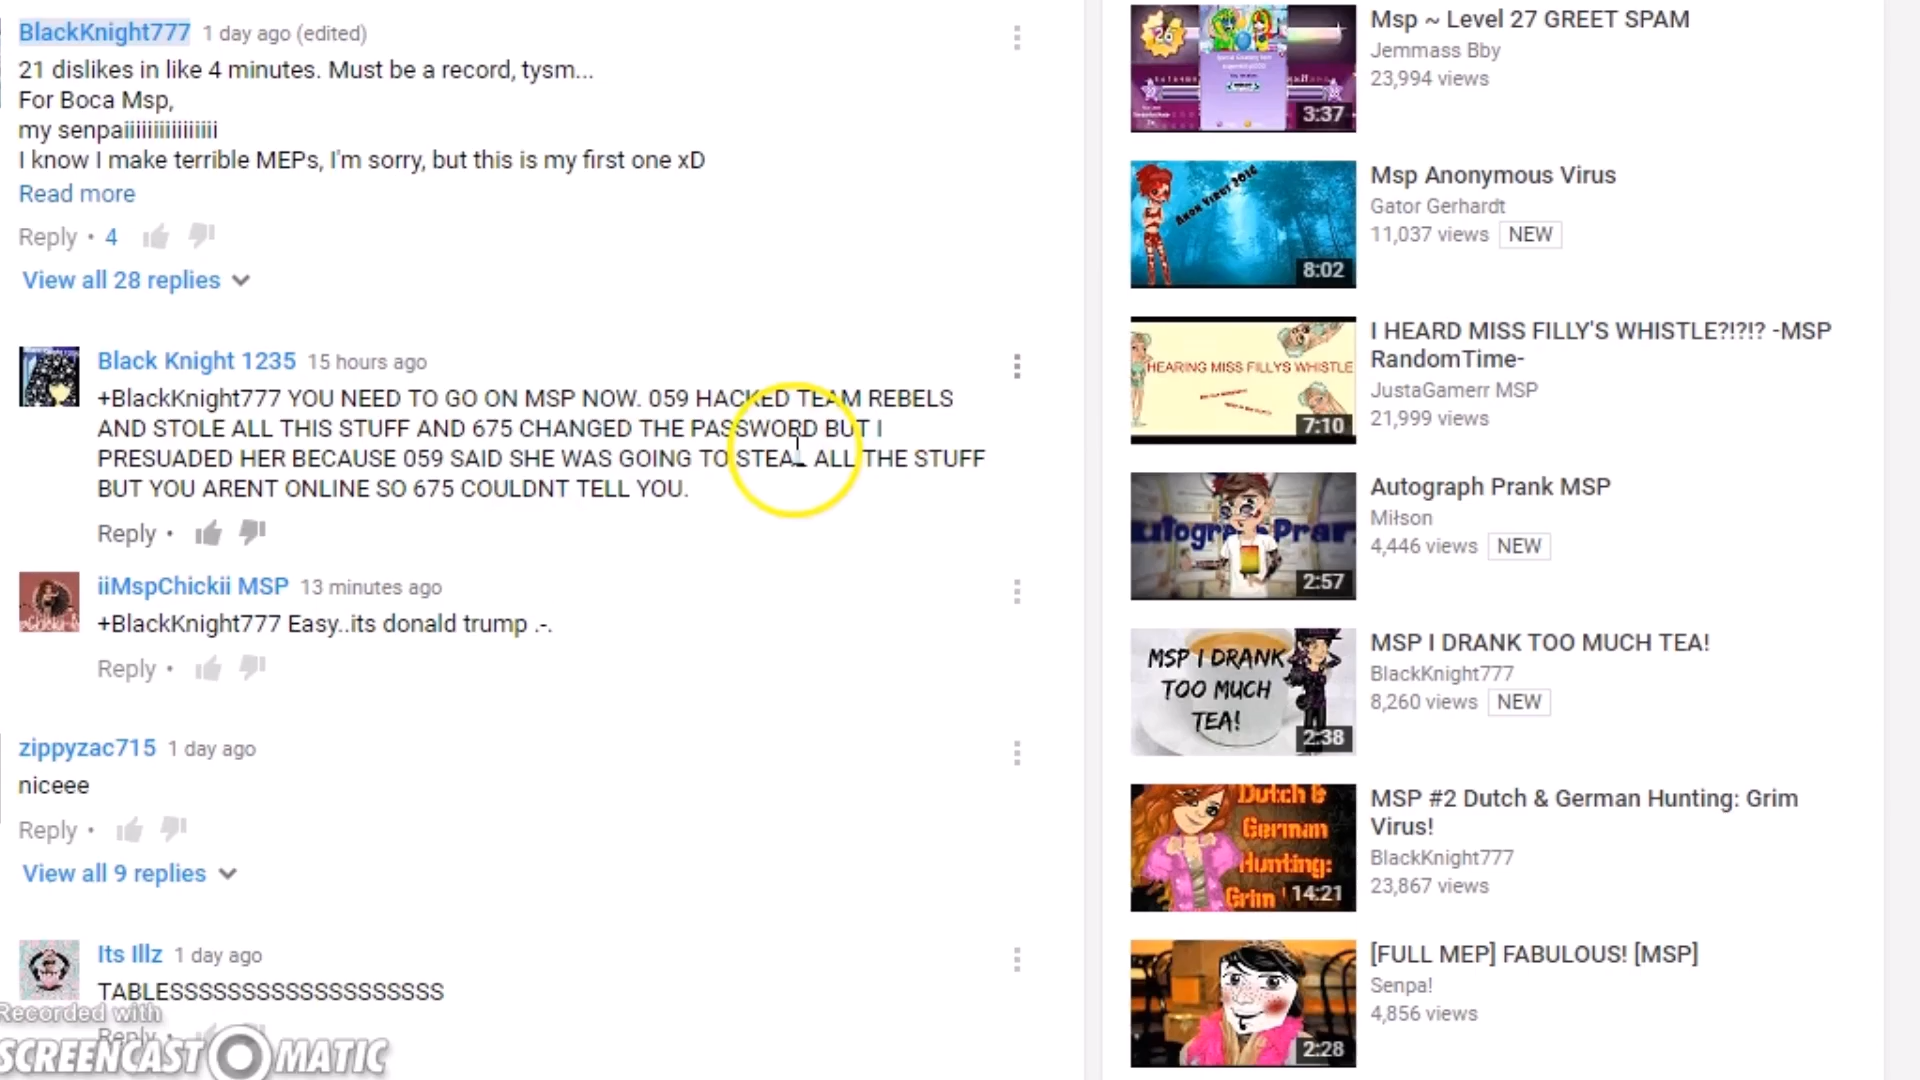 BlackKnight777 1 day ago (edited)
21 dislikes in like 4 minutes. Must be a record, tysm...
For Boca Msp,
my senpaiiiiiiiiiiiiiiii
I know I make terrible MEPs, I'm sorry, but this is my first one xD
Read more
Reply • 4
View all 28 replies
Black Knight 1235 15 hours ago
+BlackKnight777 YOU NEED TO GO ON MSP NOW. 059 HACKED TEAM REBELS
AND STOLE ALL THIS STUFF AND 675 CHANGED THE PASSWORD BUT I
PRESUADED HER BECAUSE 059 SAID SHE WAS GOING TO STEAL ALL THE STUFF
BUT YOU ARENT ONLINE SO 675 COULDNT TELL YOU.
Reply •
iiMspChickii MSP 13 minutes ago
+BlackKnight777 Easy..its donald trump .-.
Reply •
zippyzac715 1 day ago
niceee
Reply •
View all 9 replies
Its Illz 1 day ago
TABLESSSSSSSSSSSSSSSSSSS
Reply
Recorded with
SCREENCAST MATIC
3:37
Msp ~ Level 27 GREET SPAM
Jemmass Bby
23,994 views
Anon Virus 2016
8:02
Msp Anonymous Virus
Gator Gerhardt
11,037 views NEW
HEARING MISS FILLYS WHISTLE
7:10
I HEARD MISS FILLY'S WHISTLE?!?!? -MSP
RandomTime-
JustaGamerr MSP
21,999 views
2:57
Autograph Prank MSP
Miłson
4,446 views NEW
MSP I DRANK
TOO MUCH
TEA!
2:38
MSP I DRANK TOO MUCH TEA!
BlackKnight777
8,260 views NEW
Dutch &
German
Hunting:
Grim
14:21
MSP #2 Dutch & German Hunting: Grim
Virus!
BlackKnight777
23,867 views
2:28
[FULL MEP] FABULOUS! [MSP]
Senpa!
4,856 views